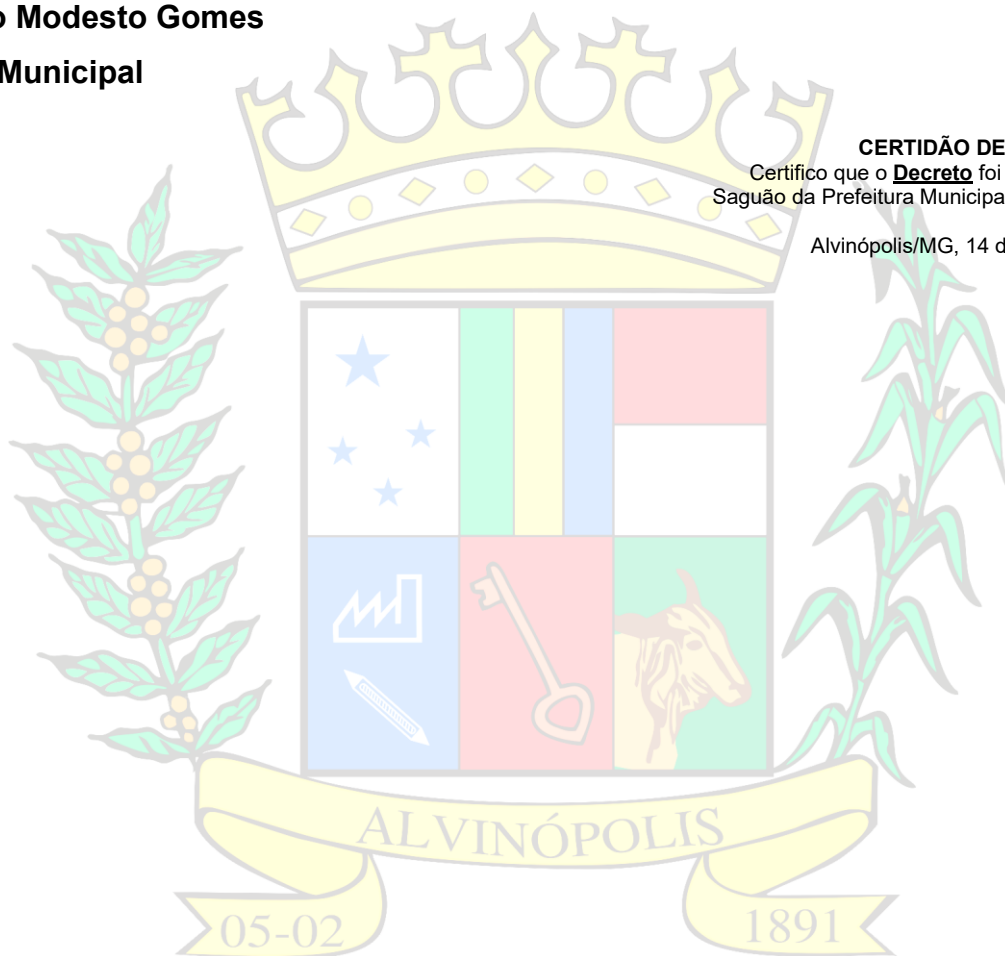 o Modesto Gomes
Municipal
CERTIDÃO DE
Certifico que o Decreto foi
Saguão da Prefeitura Municipa
Alvinópolis/MG, 14 d
ALVINÓPOLIS
05-02
1891